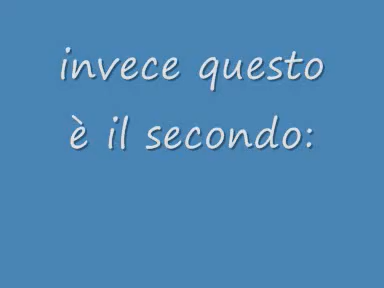 invece questo
è il secondo: